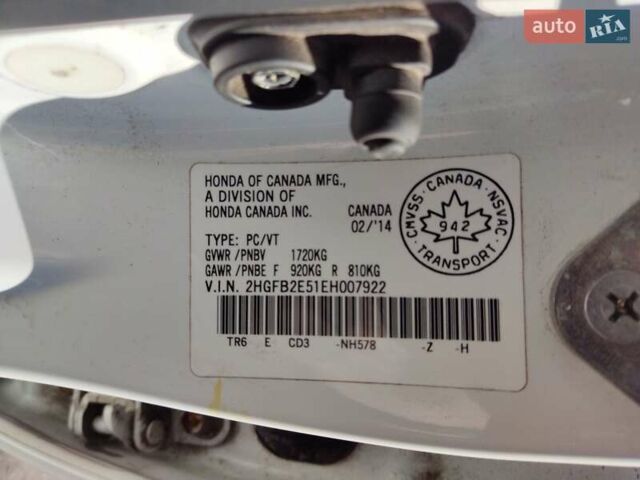 auto RIA.com
HONDA OF CANADA MFG.,
A DIVISION OF
HONDA CANADA INC. CANADA
02/'14
TYPE: PC/VT
GVWR /PNBV 1720KG
GAWR /PNBE F 920KG R 810KG
V.I.N. 2HGFB2E51EH007922
TR6 E CD3 -NH578 -Z -H
CMVSS · CANADA · NSVAC
942
TRANSPORT